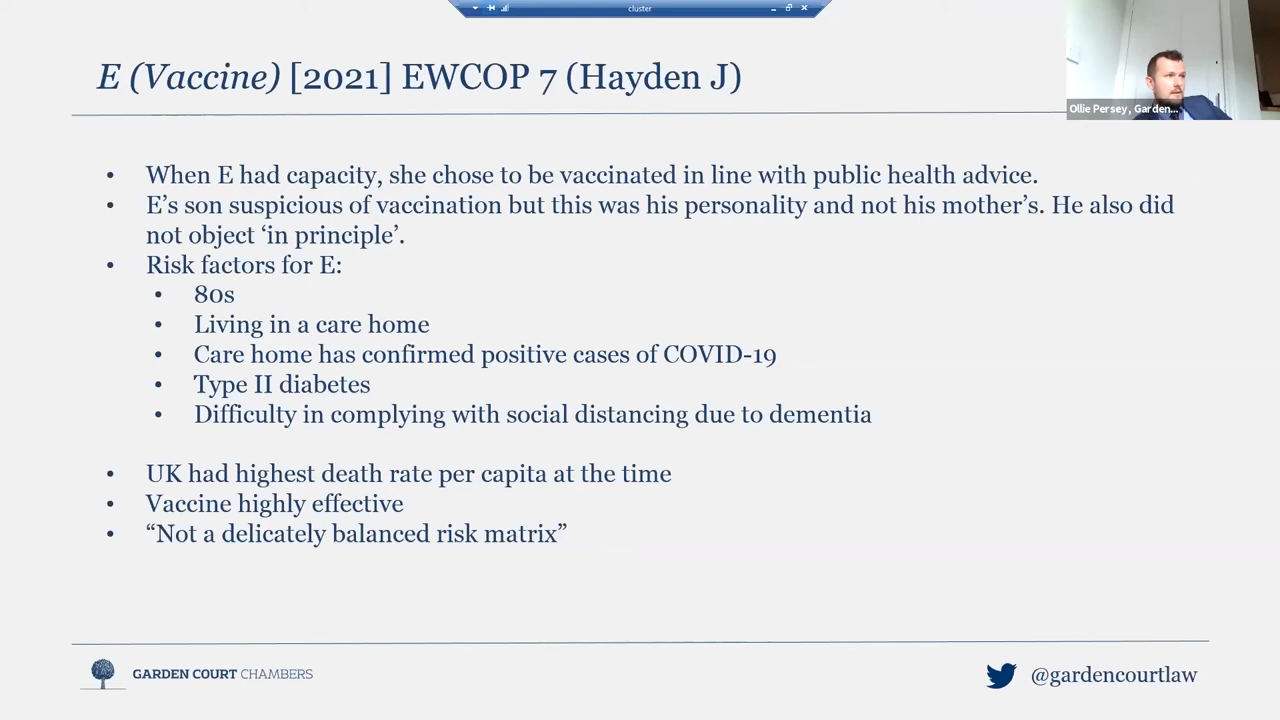 cluster
E (Vaccine) [2021] EWCOP 7 (Hayden J)
Ollie Persey, Garden...
• When E had capacity, she chose to be vaccinated in line with public health advice.
• E’s son suspicious of vaccination but this was his personality and not his mother’s. He also did
not object ‘in principle’.
• Risk factors for E:
• 80s
• Living in a care home
• Care home has confirmed positive cases of COVID-19
• Type II diabetes
• Difficulty in complying with social distancing due to dementia
• UK had highest death rate per capita at the time
• Vaccine highly effective
• “Not a delicately balanced risk matrix”
GARDEN COURT CHAMBERS
@gardencourtlaw